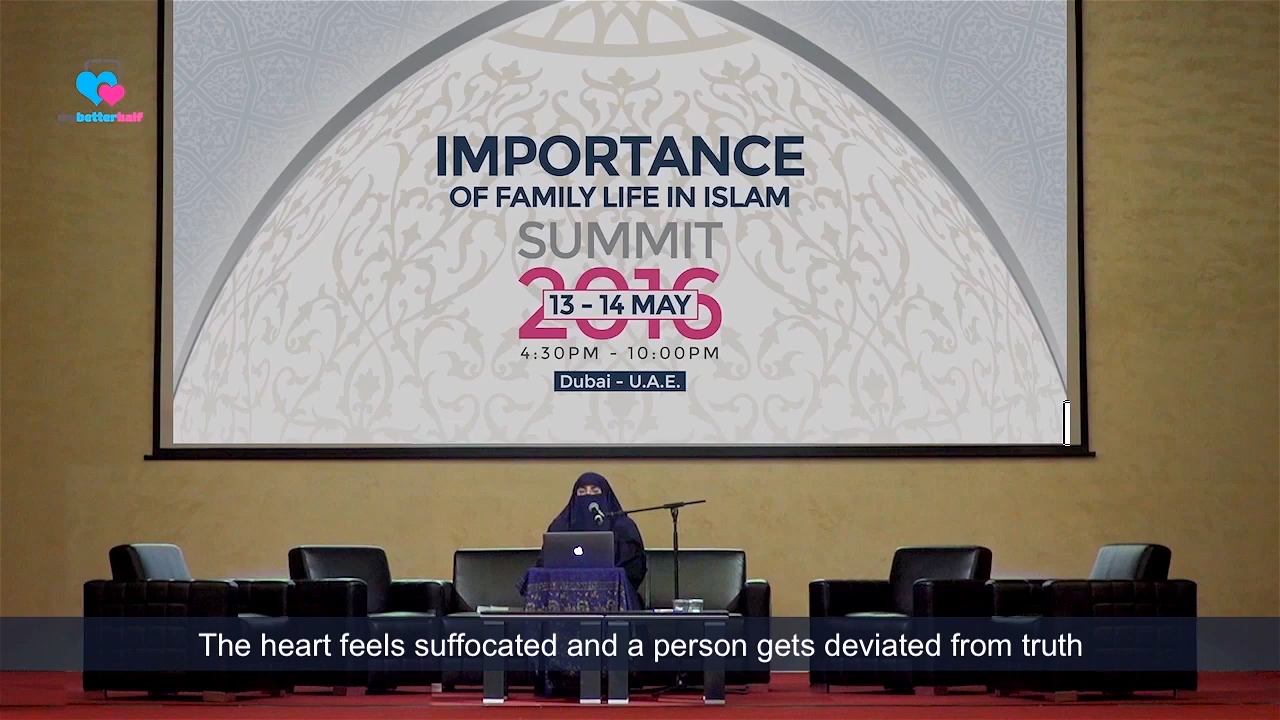 betterhalf
IMPORTANCE
OF FAMILY LIFE IN ISLAM
SUMMIT
2016
13 - 14 MAY
4:30PM - 10:00PM
Dubai - U.A.E.
The heart feels suffocated and a person gets deviated from truth